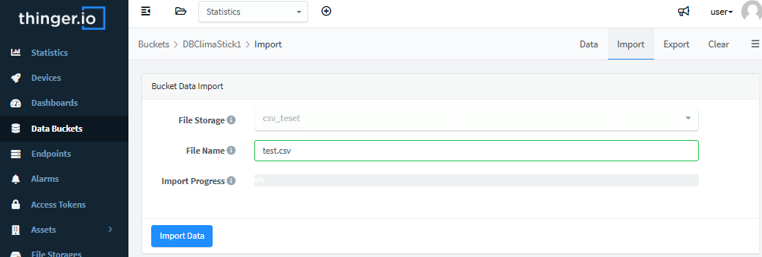 thinger.io
Statistics
user
Statistics
Devices
Dashboards
Data Buckets
Endpoints
Alarms
Access Tokens
Assets
File Storages
Buckets > DBClimaStick1 > Import
Data
Import
Export
Clear
Bucket Data Import
File Storage
csv_teset
File Name
test.csv
Import Progress
0%
Import Data